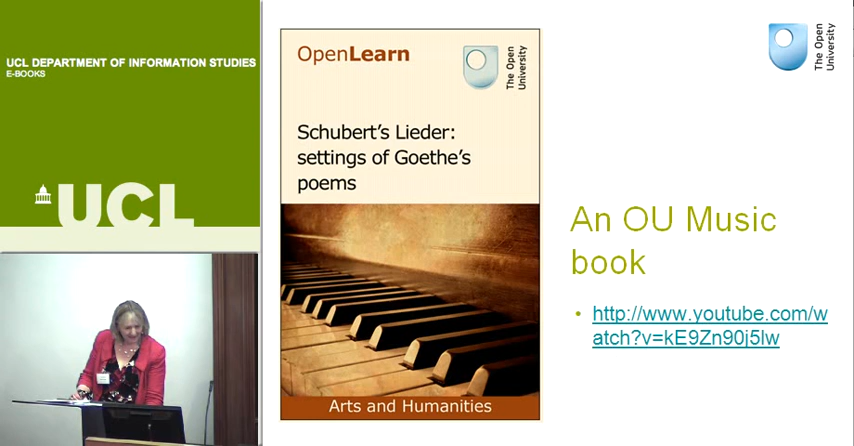 UCL DEPARTMENT OF INFORMATION STUDIES
E-BOOKS
UCL
OpenLearn
The Open
University
Schubert's Lieder:
settings of Goethe's
poems
Arts and Humanities
The Open
University
An OU Music
book
• http://www.youtube.com/w
atch?v=kE9Zn90j5lw